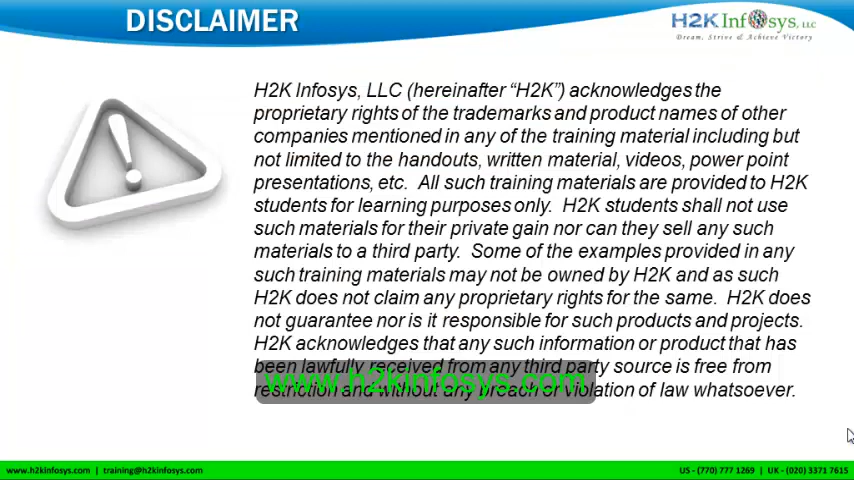 DISCLAIMER
H2K Infosys, LLC
Dream, Strive & Achieve Victory
H2K Infosys, LLC (hereinafter “H2K”) acknowledges the
proprietary rights of the trademarks and product names of other
companies mentioned in any of the training material including but
not limited to the handouts, written material, videos, power point
presentations, etc. All such training materials are provided to H2K
students for learning purposes only. H2K students shall not use
such materials for their private gain nor can they sell any such
materials to a third party. Some of the examples provided in any
such training materials may not be owned by H2K and as such
H2K does not claim any proprietary rights for the same. H2K does
not guarantee nor is it responsible for such products and projects.
H2K acknowledges that any such information or product that has
been lawfully received from any third party source is free from
restriction and without any breach or violation of law whatsoever.
www.h2kinfosys.com
www.h2kinfosys.com | training@h2kinfosys.com
US - (770) 777 1269 | UK - (020) 3371 7615